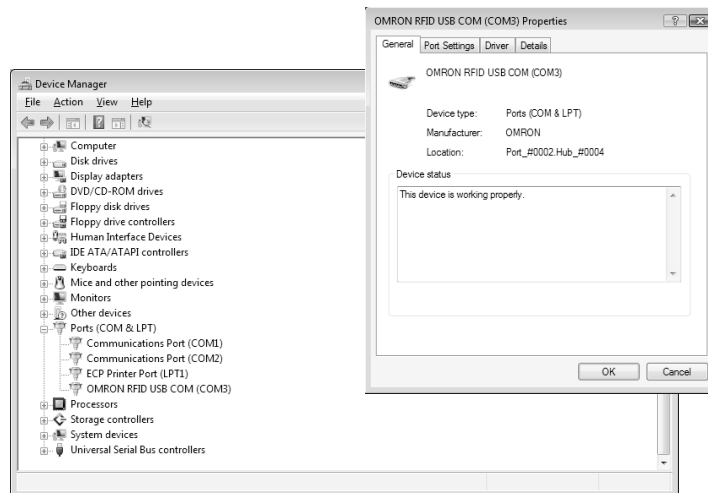 OMRON RFID USB COM (COM3) Properties
General Port Settings Driver Details
OMRON RFID USB COM (COM3)
Device type: Ports (COM & LPT)
Manufacturer: OMRON
Location: Port_#0002.Hub_#0004
Device status
This device is working properly.
OK Cancel
Device Manager
File Action View Help
Computer
Disk drives
Display adapters
DVD/CD-ROM drives
Floppy disk drives
Floppy drive controllers
Human Interface Devices
IDE ATA/ATAPI controllers
Keyboards
Mice and other pointing devices
Monitors
Other devices
Ports (COM & LPT)
Communications Port (COM1)
Communications Port (COM2)
ECP Printer Port (LPT1)
OMRON RFID USB COM (COM3)
Processors
Storage controllers
System devices
Universal Serial Bus controllers